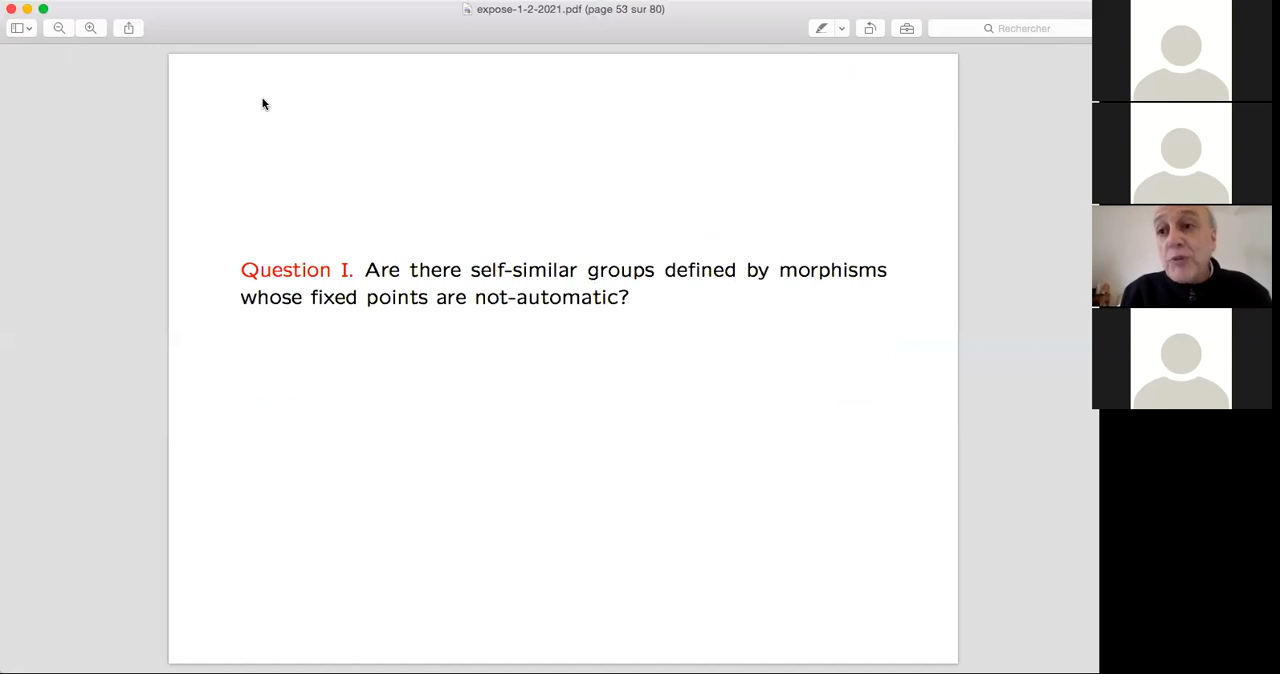 expose-1-2-2021.pdf (page 53 sur 80)
Rechercher
Question I. Are there self-similar groups defined by morphisms
whose fixed points are not-automatic?